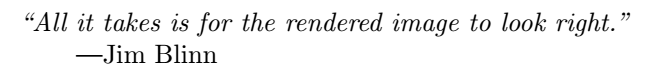 “All it takes is for the rendered image to look right.”
—Jim Blinn